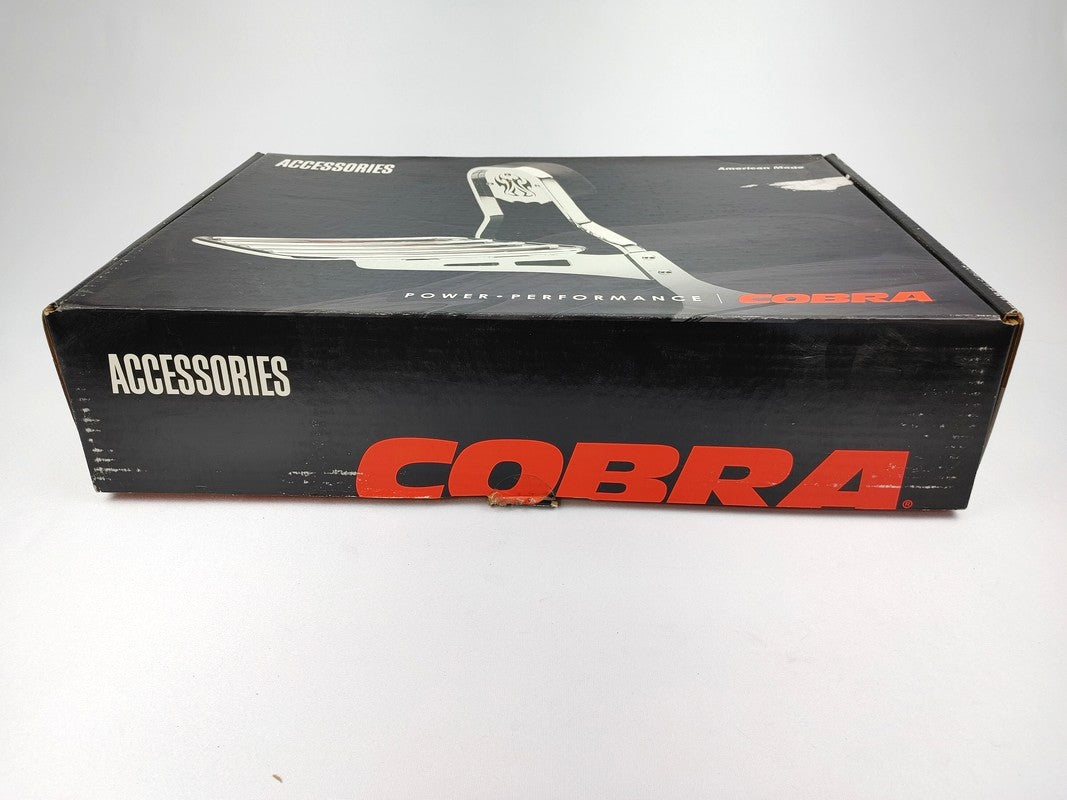 ACCESSORIES
American Made
POWER • PERFORMANCE | COBRA
ACCESSORIES
COBRA®